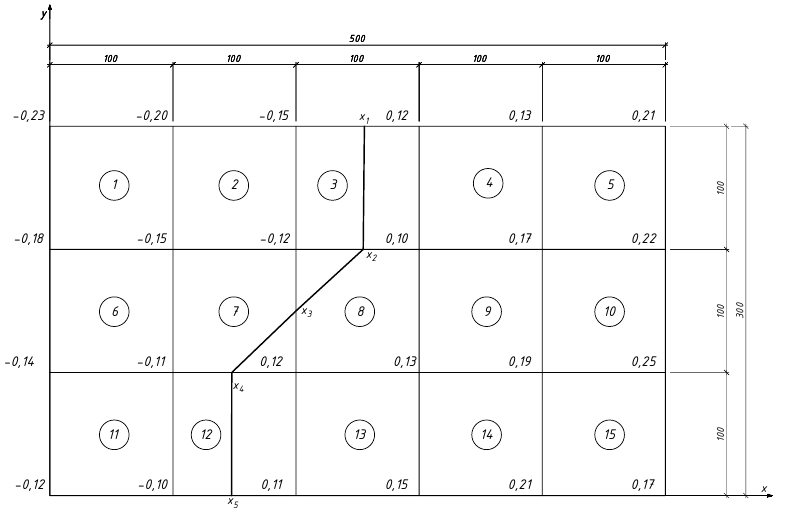 y
500
100 100 100 100 100
-0,23 -0,20 -0,15 x1 0,12 0,13 0,21
1 2 3 4 5 100
-0,18 -0,15 -0,12 0,10 0,17 0,22
x2
6 7 x3 8 9 10 100 300
-0,14 -0,11 0,12 0,13 0,19 0,25
x4
11 12 13 14 15 100
-0,12 -0,10 0,11 0,15 0,21 0,17 x
x5